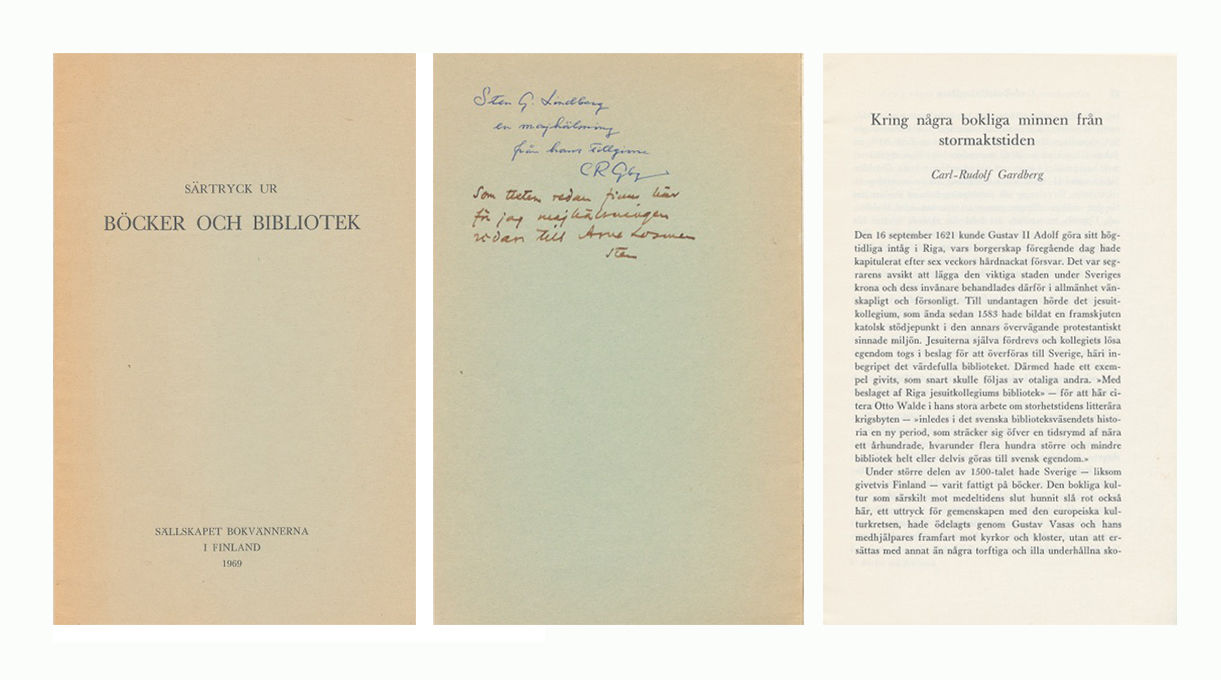 SÄRTRYCK UR
BÖCKER OCH BIBLIOTEK
SÄLLSKAPET BOKVÄNNERNA
I FINLAND
1969
Sten G. Lindberg
en majhälsning
från hans tillgivne
CRGbg
Som texten redan finns här
får jag majhälsningen
vidare till Arne Losman
Sten
Kring några bokliga minnen från
stormaktstiden
Carl-Rudolf Gardberg
Den 16 september 1621 kunde Gustav II Adolf göra sitt hög-
tidliga intåg i Riga, vars borgerskap föregående dag hade
kapitulerat efter sex veckors hårdnackat försvar. Det var seg-
rarens avsikt att lägga den viktiga staden under Sveriges
krona och dess invånare behandlades därför i allmänhet vän-
skapligt och försonligt. Till undantagen hörde det jesuit-
kollegium, som ända sedan 1583 hade bildat en framskjuten
katolsk stödjepunkt i den annars övervägande protestantiskt
sinnade miljön. Jesuiterna själva fördrevs och kollegiets lösa
egendom togs i beslag för att överföras till Sverige, häri in-
begripet det värdefulla biblioteket. Därmed hade ett exem-
pel givits, som snart skulle följas av otaliga andra. »Med
beslaget af Riga jesuitkollegiums bibliotek» — för att här ci-
tera Otto Walde i hans stora arbete om storhetstidens litterära
krigsbyten — »inledes i det svenska biblioteksväsendets histo-
ria en ny period, som sträcker sig öfver en tidsrymd af nära
ett århundrade, hvarunder flera hundra större och mindre
bibliotek helt eller delvis göras till svensk egendom.»
Under större delen av 1500-talet hade Sverige — liksom
givetvis Finland — varit fattigt på böcker. Den bokliga kul-
tur som särskilt mot medeltidens slut hunnit slå rot också
här, ett uttryck för gemenskapen med den europeiska kul-
turkretsen, hade ödelagts genom Gustav Vasas och hans
medhjälpares framfart mot kyrkor och kloster, utan att er-
sättas med annat än några torftiga och illa underhållna sko-